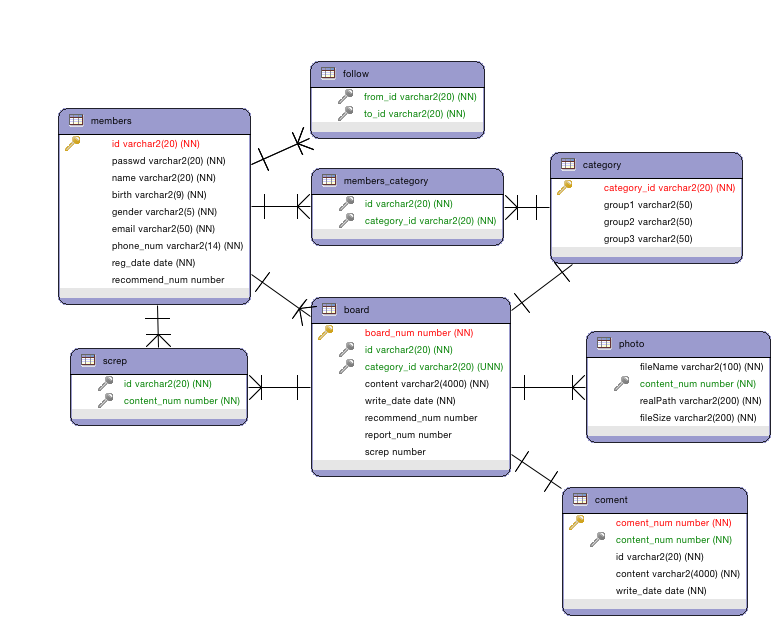 follow
from_id varchar2(20) (NN)
to_id varchar2(20) (NN)
members
id varchar2(20) (NN)
passwd varchar2(20) (NN)
name varchar2(20) (NN)
birth varchar2(9) (NN)
gender varchar2(5) (NN)
email varchar2(50) (NN)
phone_num varchar2(14) (NN)
reg_date date (NN)
recommend_num number
members_category
id varchar2(20) (NN)
category_id varchar2(20) (NN)
category
category_id varchar2(20) (NN)
group1 varchar2(50)
group2 varchar2(50)
group3 varchar2(50)
board
board_num number (NN)
id varchar2(20) (NN)
category_id varchar2(20) (UNN)
content varchar2(4000) (NN)
write_date date (NN)
recommend_num number
report_num number
screp number
screp
id varchar2(20) (NN)
content_num number (NN)
photo
fileName varchar2(100) (NN)
content_num number (NN)
realPath varchar2(200) (NN)
fileSize varchar2(200) (NN)
coment
coment_num number (NN)
content_num number (NN)
id varchar2(20) (NN)
content varchar2(4000) (NN)
write_date date (NN)